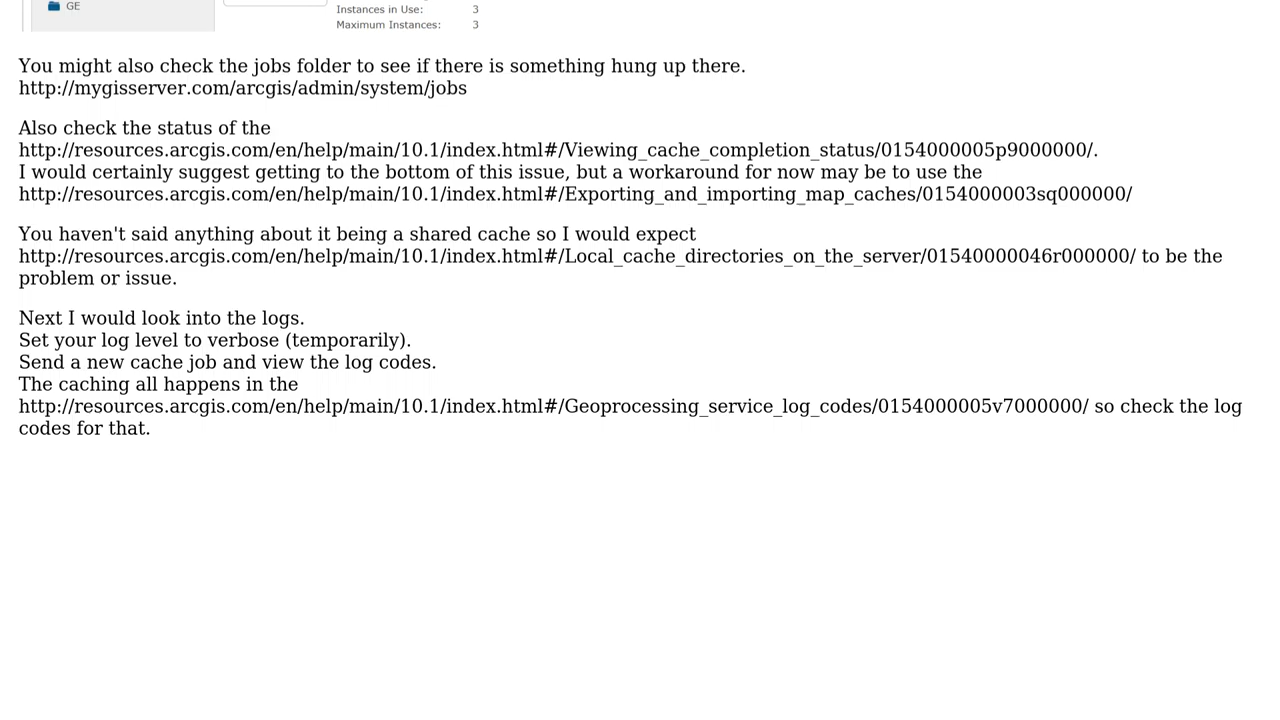 GE
Instances in Use: 3
Maximum Instances: 3
You might also check the jobs folder to see if there is something hung up there.
http://mygisserver.com/arcgis/admin/system/jobs
Also check the status of the
http://resources.arcgis.com/en/help/main/10.1/index.html#/Viewing_cache_completion_status/0154000005p9000000/.
I would certainly suggest getting to the bottom of this issue, but a workaround for now may be to use the
http://resources.arcgis.com/en/help/main/10.1/index.html#/Exporting_and_importing_map_caches/0154000003sq000000/
You haven't said anything about it being a shared cache so I would expect
http://resources.arcgis.com/en/help/main/10.1/index.html#/Local_cache_directories_on_the_server/01540000046r000000/ to be the
problem or issue.
Next I would look into the logs.
Set your log level to verbose (temporarily).
Send a new cache job and view the log codes.
The caching all happens in the
http://resources.arcgis.com/en/help/main/10.1/index.html#/Geoprocessing_service_log_codes/0154000005v7000000/ so check the log
codes for that.